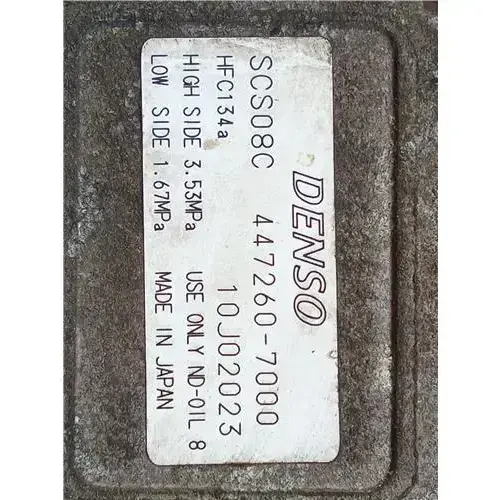 DENSO
SCS08C 447260-7000
HFC134a 10J02023
HIGH SIDE 3.53MPa USE ONLY ND-OIL 8
LOW SIDE 1.67MPa MADE IN JAPAN